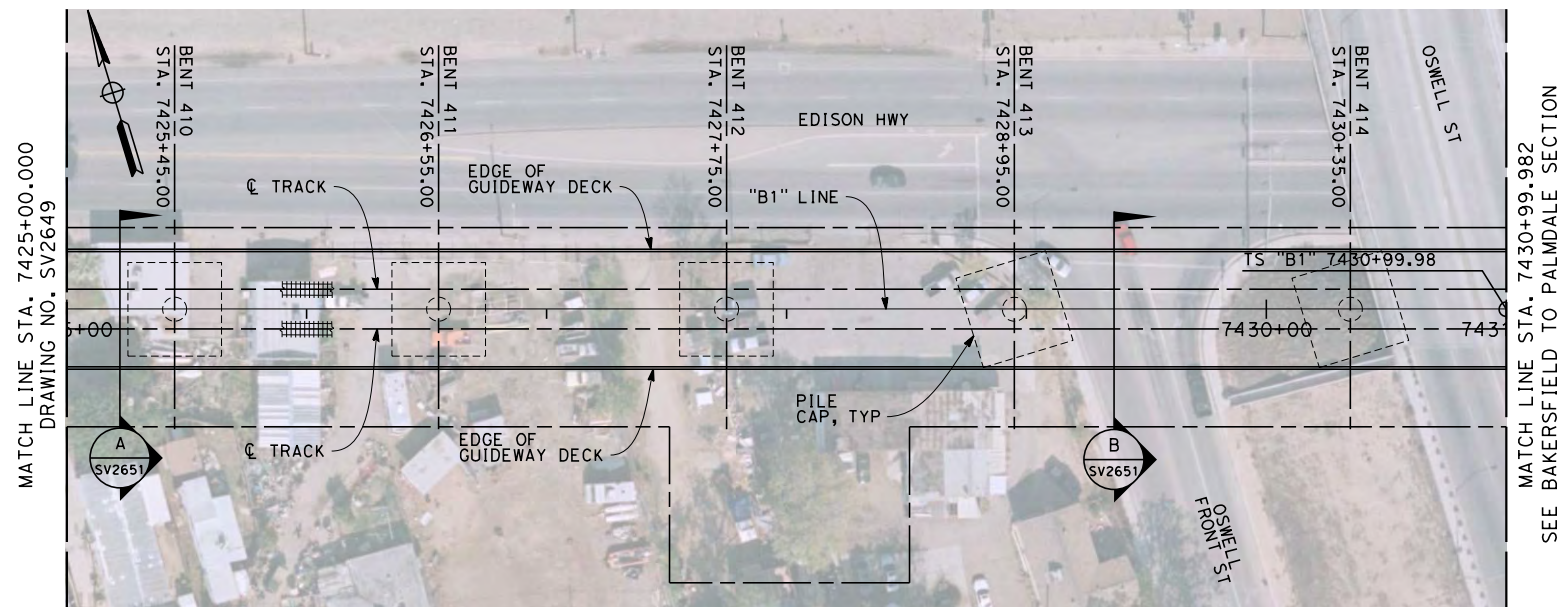 MATCH LINE STA. 7425+00.000
DRAWING NO. SV2649
BENT 410
STA. 7425+45.00
BENT 411
STA. 7426+55.00
BENT 412
STA. 7427+75.00
BENT 413
STA. 7428+95.00
BENT 414
STA. 7430+35.00
OSWELL ST
EDISON HWY
℄ TRACK
EDGE OF
GUIDEWAY DECK
"B1" LINE
TS "B1" 7430+99.98
5+00
7430+00
743
℄ TRACK
EDGE OF
GUIDEWAY DECK
PILE
CAP, TYP
A
SV2651
B
SV2651
OSWELL
FRONT ST
MATCH LINE STA. 7430+99.982
SEE BAKERSFIELD TO PALMDALE SECTION